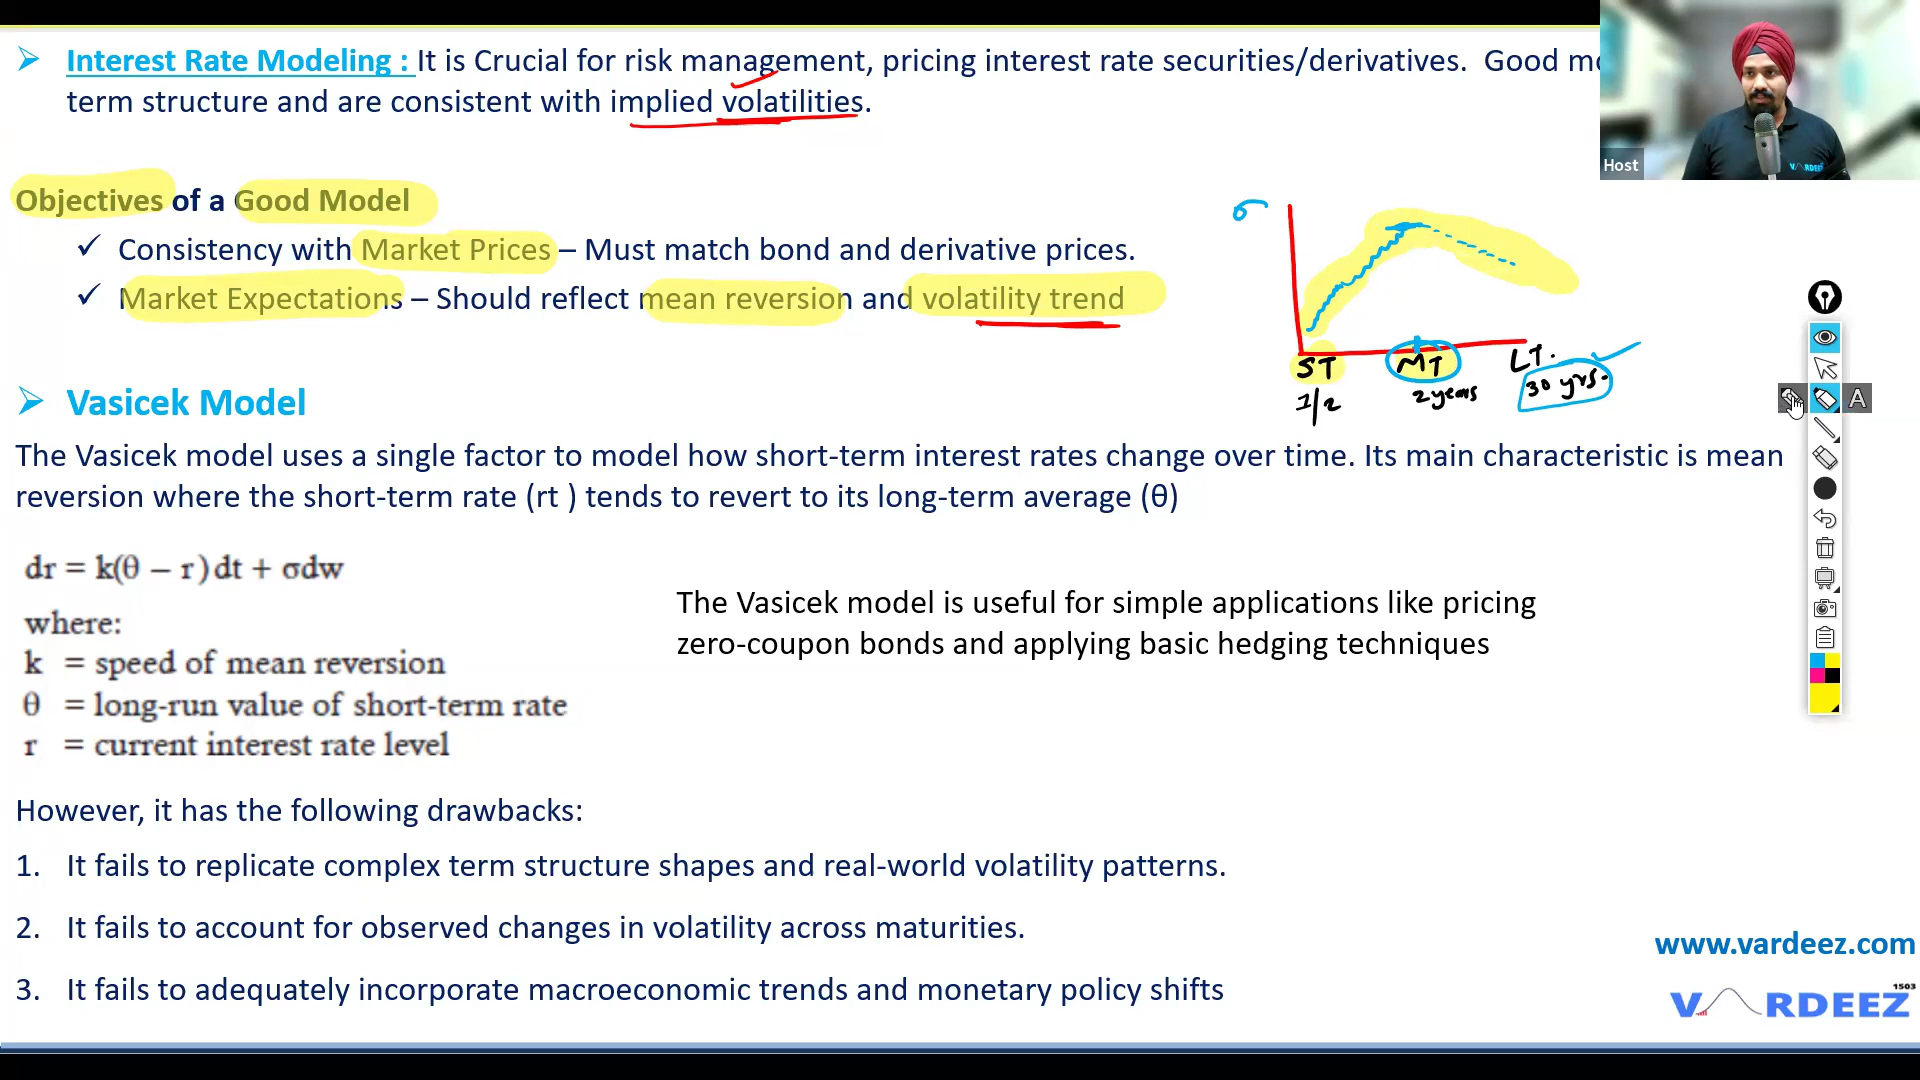 ➢ Interest Rate Modeling : It is Crucial for risk management, pricing interest rate securities/derivatives. Good
term structure and are consistent with implied volatilities.
Host
V RDEEZ
Objectives of a Good Model
✓ Consistency with Market Prices – Must match bond and derivative prices.
✓ Market Expectations – Should reflect mean reversion and volatility trend
σ
ST MT LT.
1/2 2 years 30 yrs.
A
➢ Vasicek Model
The Vasicek model uses a single factor to model how short-term interest rates change over time. Its main characteristic is mean
reversion where the short-term rate (rt ) tends to revert to its long-term average (θ)
dr = k(θ – r)dt + σdw
where:
k = speed of mean reversion
θ = long-run value of short-term rate
r = current interest rate level
The Vasicek model is useful for simple applications like pricing
zero-coupon bonds and applying basic hedging techniques
However, it has the following drawbacks:
1. It fails to replicate complex term structure shapes and real-world volatility patterns.
2. It fails to account for observed changes in volatility across maturities.
3. It fails to adequately incorporate macroeconomic trends and monetary policy shifts
www.vardeez.com
1503
V RDEEZ